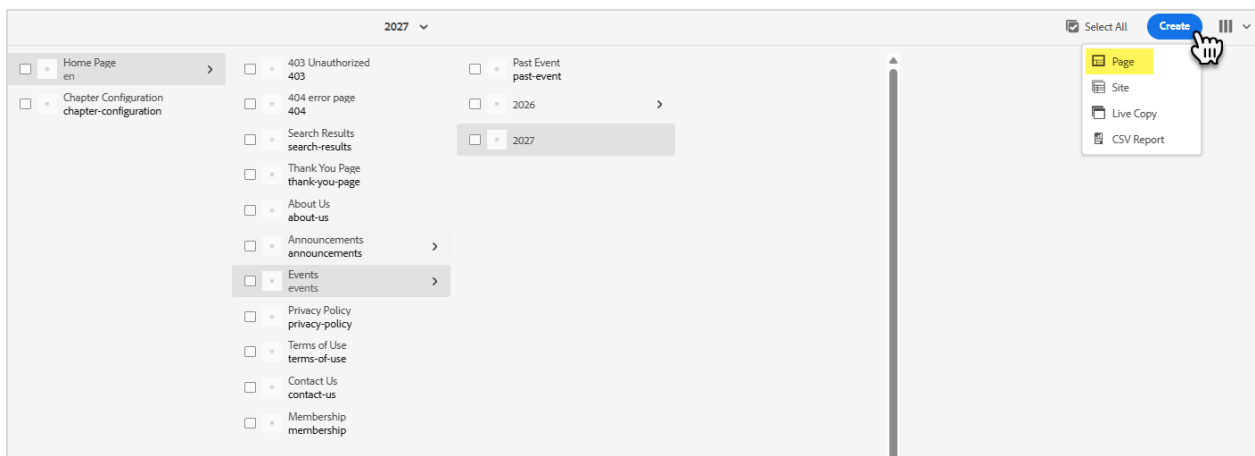 2027
Select All
Create
Home Page
en
Chapter Configuration
chapter-configuration
403 Unauthorized
403
404 error page
404
Search Results
search-results
Thank You Page
thank-you-page
About Us
about-us
Announcements
announcements
Events
events
Privacy Policy
privacy-policy
Terms of Use
terms-of-use
Contact Us
contact-us
Membership
membership
Past Event
past-event
2026
2027
Page
Site
Live Copy
CSV Report